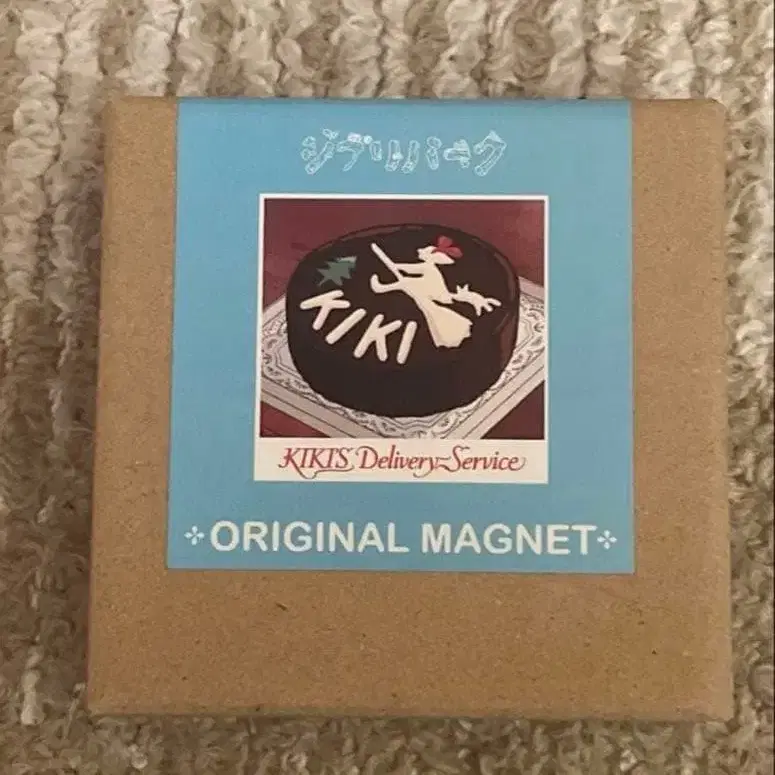 ジブリパーク
KIKI
KIKI'S Delivery Service
ORIGINAL MAGNET